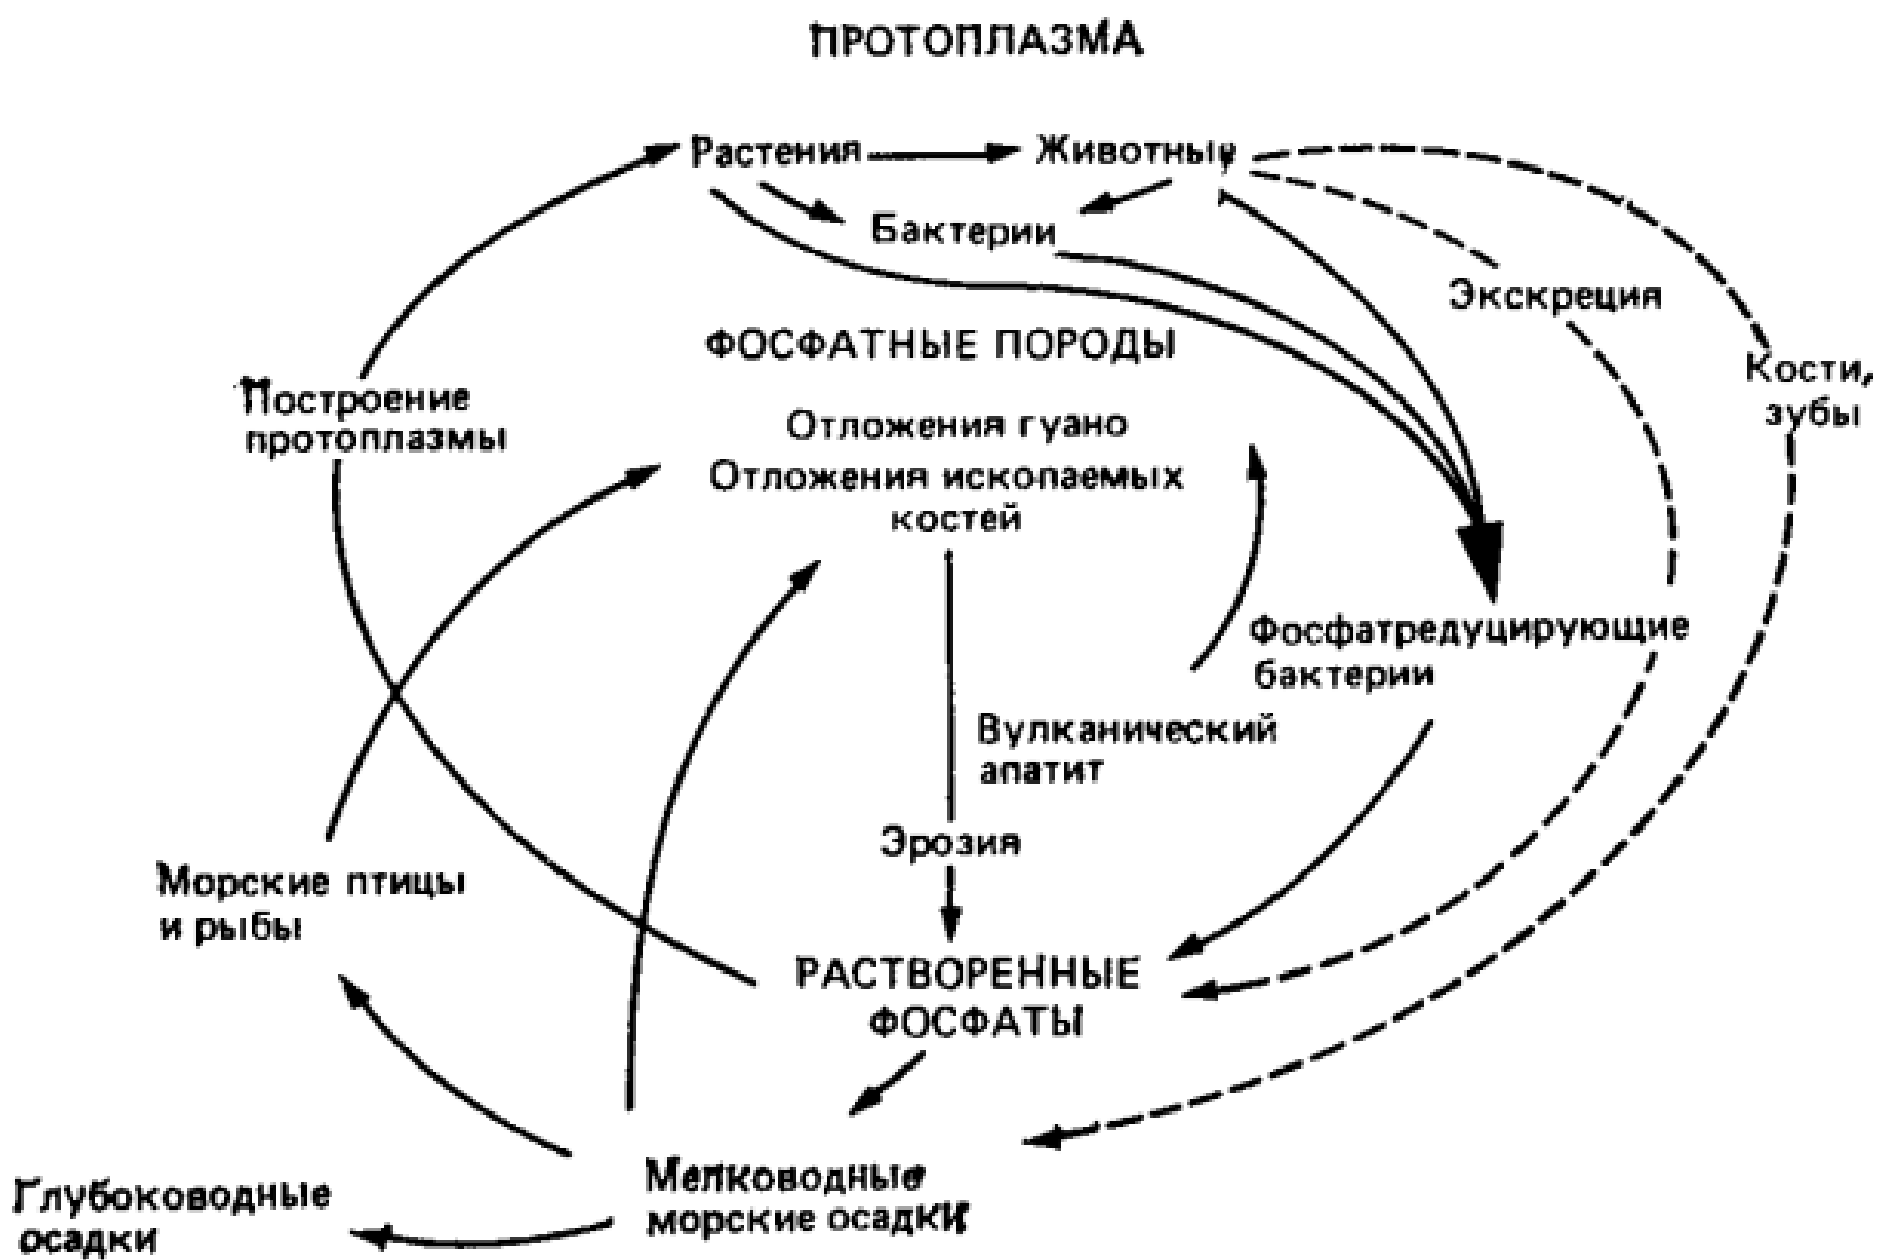 ПРОТОПЛАЗМА
Растения
Животные
Бактерии
Экскреция
ФОСФАТНЫЕ ПОРОДЫ
Кости,
зубы
Построение
протоплазмы
Отложения гуано
Отложения ископаемых
костей
Фосфатредуцирующие
бактерии
Вулканический
апатит
Эрозия
Морские птицы
и рыбы
РАСТВОРЕННЫЕ
ФОСФАТЫ
Мелководные
морские осадки
Глубоководные
осадки